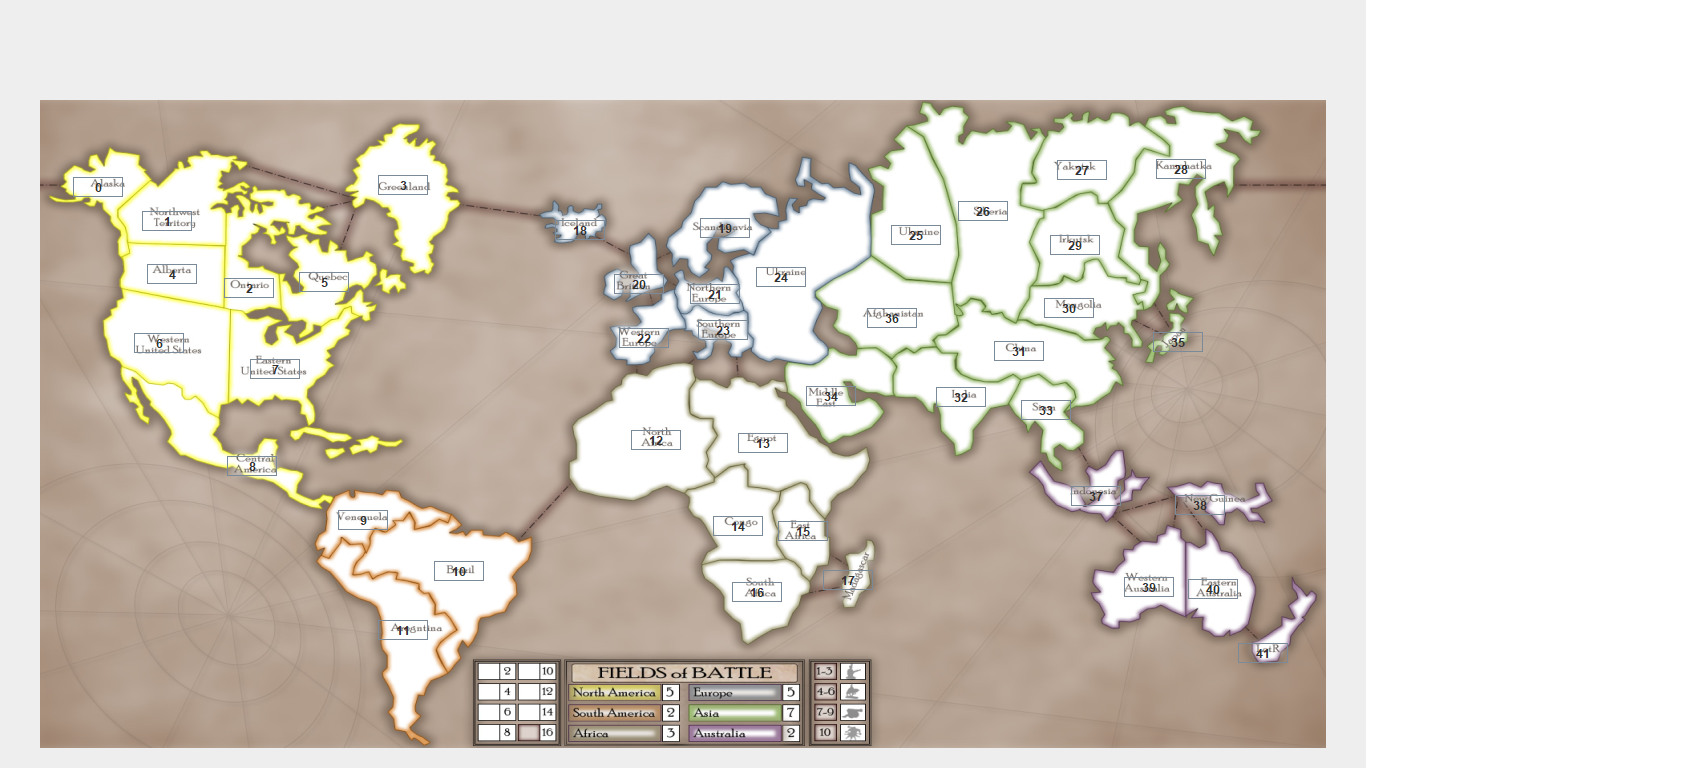 Alaska
0
Northwest
Territory
1
Greenland
3
Alberta
4
Ontario
2
Quebec
5
Western
United States
6
Eastern
United States
7
Central
America
8
Venezuela
9
Brazil
10
Argentina
11
North
Africa
12
Egypt
13
Congo
14
East
Africa
15
South
Africa
16
Madagascar
17
Iceland
18
Scandinavia
19
Great
Britain
20
Northern
Europe
21
Western
Europe
22
Southern
Europe
23
Ukraine
24
Ukraine
25
Siberia
26
Yakutsk
27
Kamchatka
28
Irkutsk
29
Mongolia
30
China
31
India
32
Siam
33
Middle
East
34
35
Afghanistan
36
Indonesia
37
New Guinea
38
Western
Australia
39
Eastern
Australia
40
41
2 10
4 12
6 14
8 16
FIELDS of BATTLE
North America 5 Europe 5
South America 2 Asia 7
Africa 3 Australia 2
1-3
4-6
7-9
10